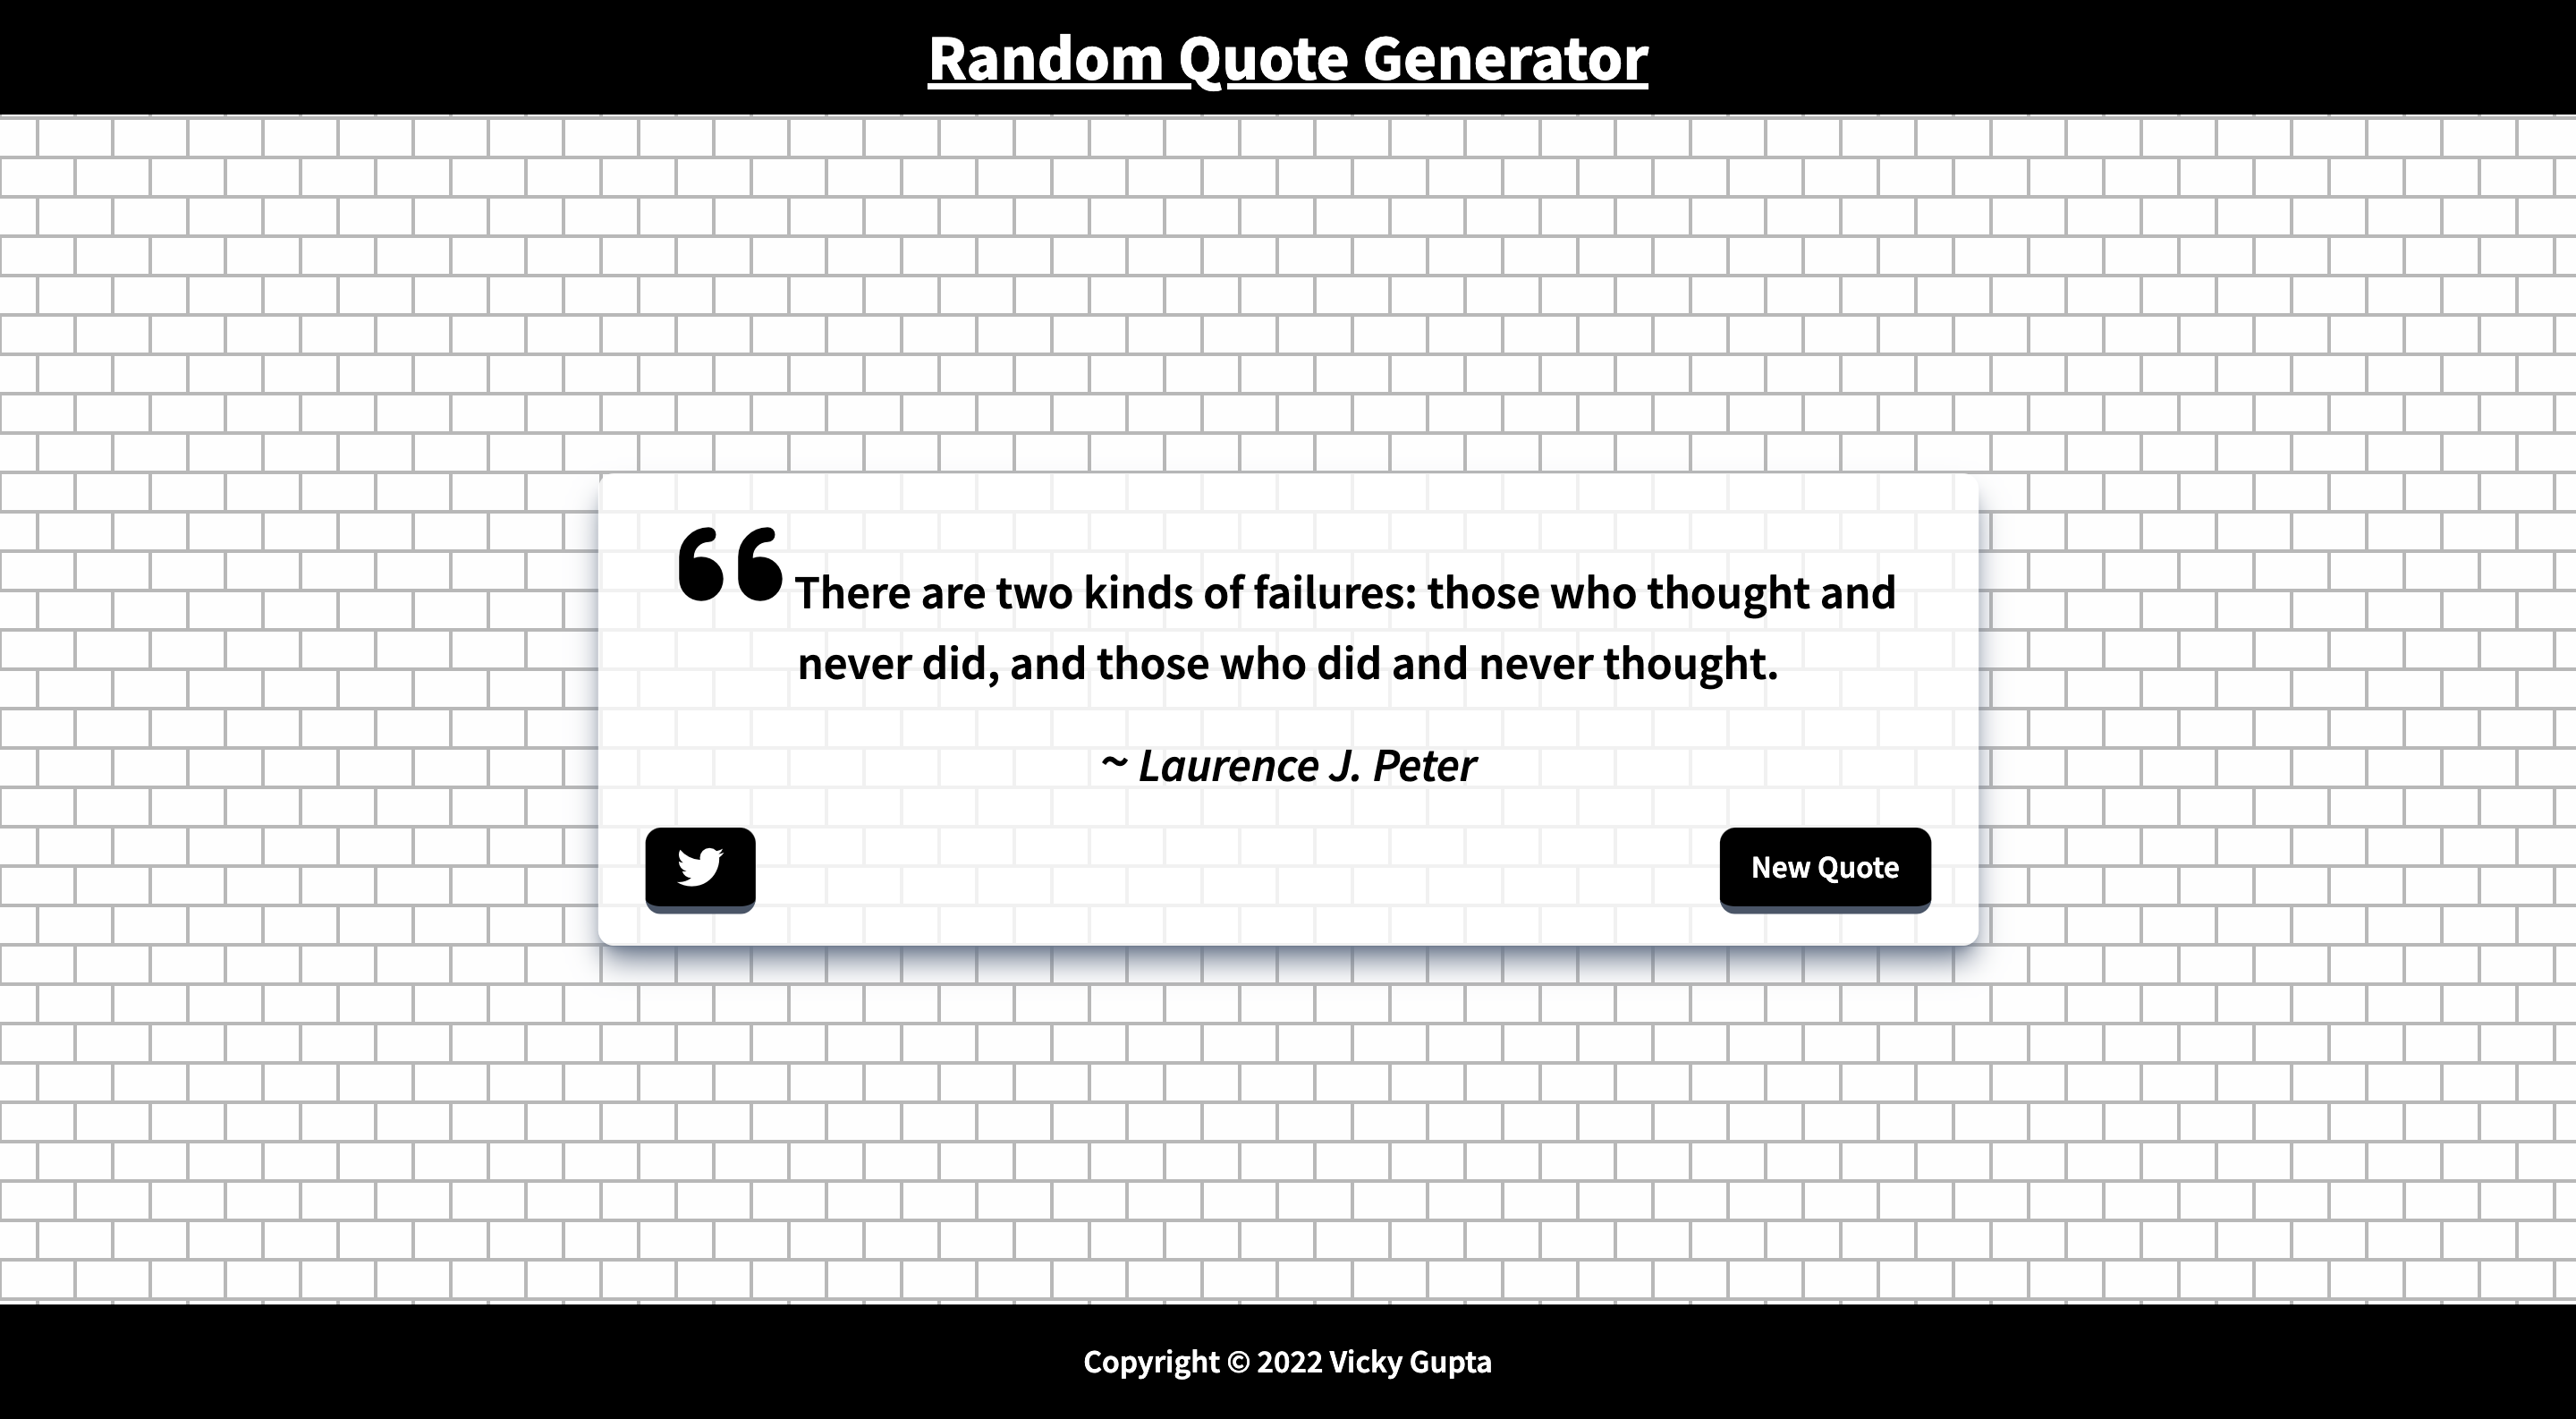 Random Quote Generator
“ There are two kinds of failures: those who thought and
never did, and those who did and never thought.
~ Laurence J. Peter
New Quote
Copyright © 2022 Vicky Gupta